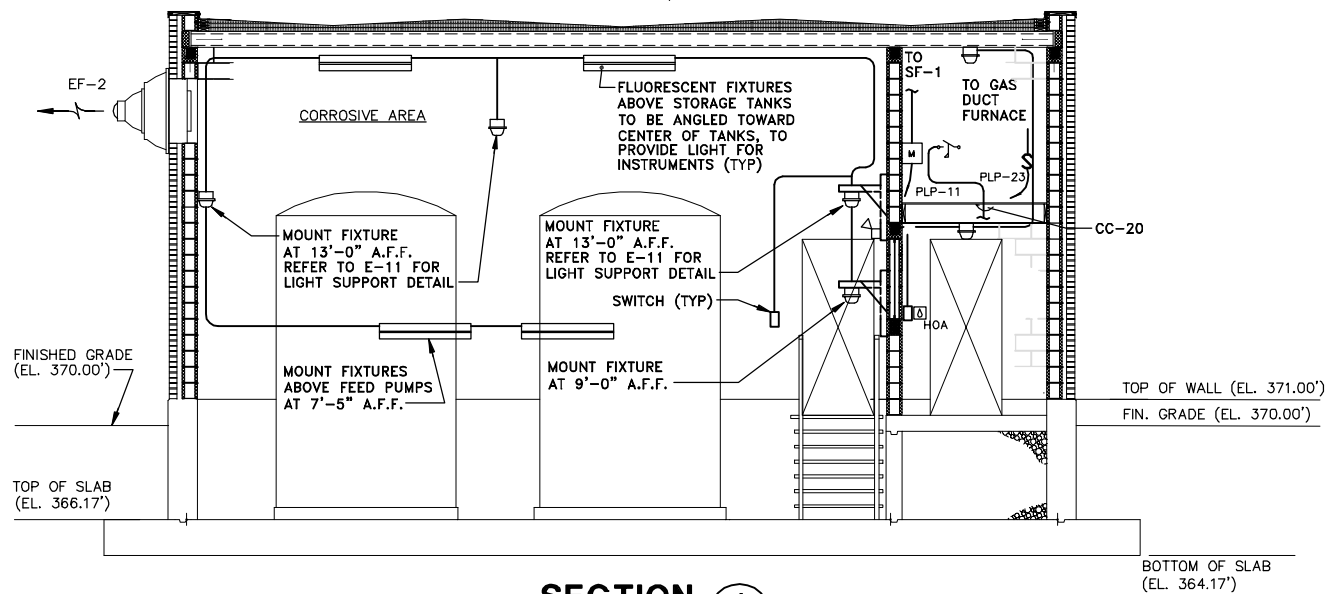 EF-2
CORROSIVE AREA
FLUORESCENT FIXTURES
ABOVE STORAGE TANKS
TO BE ANGLED TOWARD
CENTER OF TANKS, TO
PROVIDE LIGHT FOR
INSTRUMENTS (TYP)
TO
SF-1
TO GAS
DUCT
FURNACE
M
PLP-11
PLP-23
CC-20
MOUNT FIXTURE
AT 13'-0" A.F.F.
REFER TO E-11 FOR
LIGHT SUPPORT DETAIL
MOUNT FIXTURE
AT 13'-0" A.F.F.
REFER TO E-11 FOR
LIGHT SUPPORT DETAIL
SWITCH (TYP)
HOA
MOUNT FIXTURES
ABOVE FEED PUMPS
AT 7'-5" A.F.F.
MOUNT FIXTURE
AT 9'-0" A.F.F.
FINISHED GRADE
(EL. 370.00')
TOP OF WALL (EL. 371.00')
FIN. GRADE (EL. 370.00')
TOP OF SLAB
(EL. 366.17')
BOTTOM OF SLAB
(EL. 364.17')
SECTION